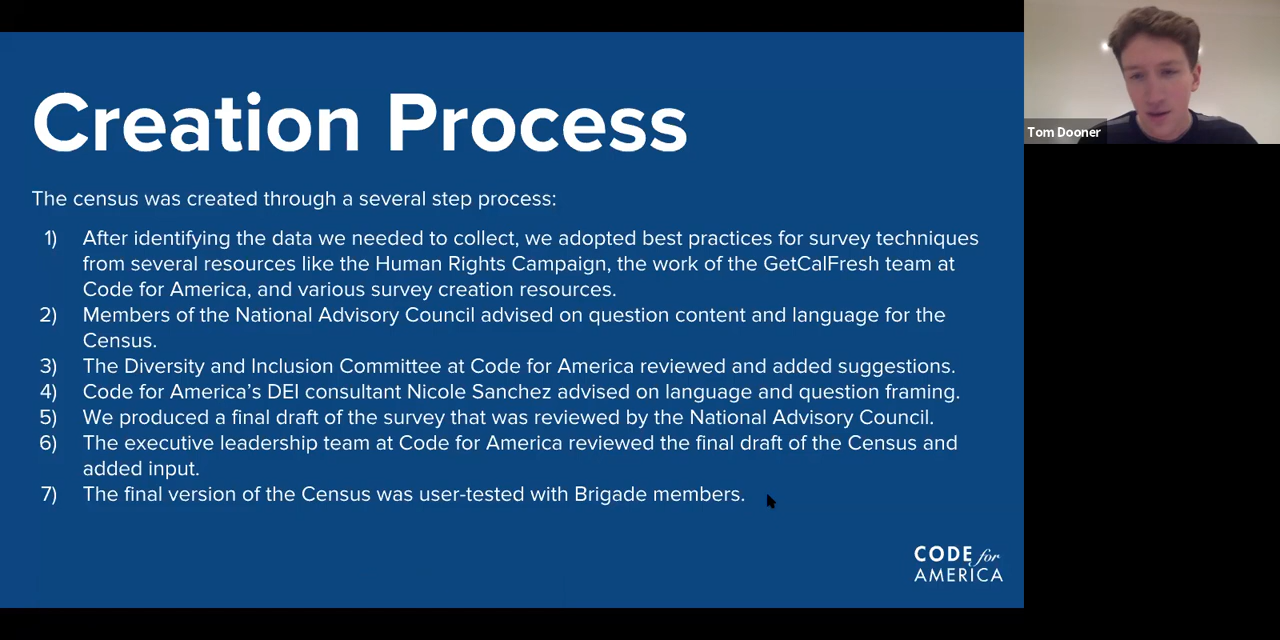 Creation Process
The census was created through a several step process:
1) After identifying the data we needed to collect, we adopted best practices for survey techniques
from several resources like the Human Rights Campaign, the work of the GetCalFresh team at
Code for America, and various survey creation resources.
2) Members of the National Advisory Council advised on question content and language for the
Census.
3) The Diversity and Inclusion Committee at Code for America reviewed and added suggestions.
4) Code for America’s DEI consultant Nicole Sanchez advised on language and question framing.
5) We produced a final draft of the survey that was reviewed by the National Advisory Council.
6) The executive leadership team at Code for America reviewed the final draft of the Census and
added input.
7) The final version of the Census was user-tested with Brigade members.
CODE for
AMERICA
Tom Dooner